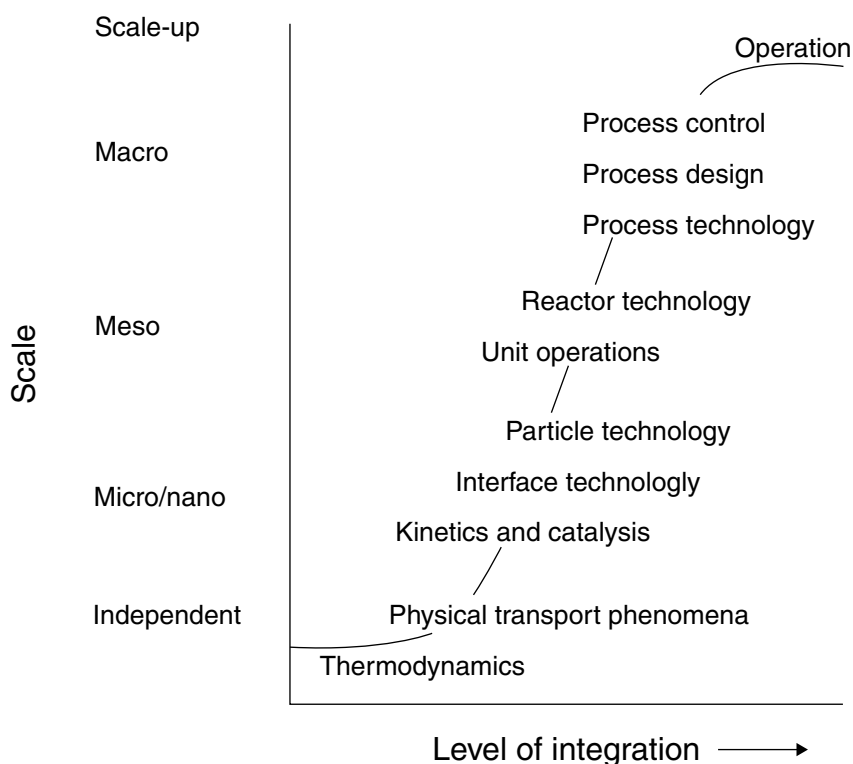 Scale-up
Operation
Process control
Macro
Process design
Process technology
Reactor technology
Meso
Unit operations
Scale
Particle technology
Interface technologly
Micro/nano
Kinetics and catalysis
Independent
Physical transport phenomena
Thermodynamics
Level of integration